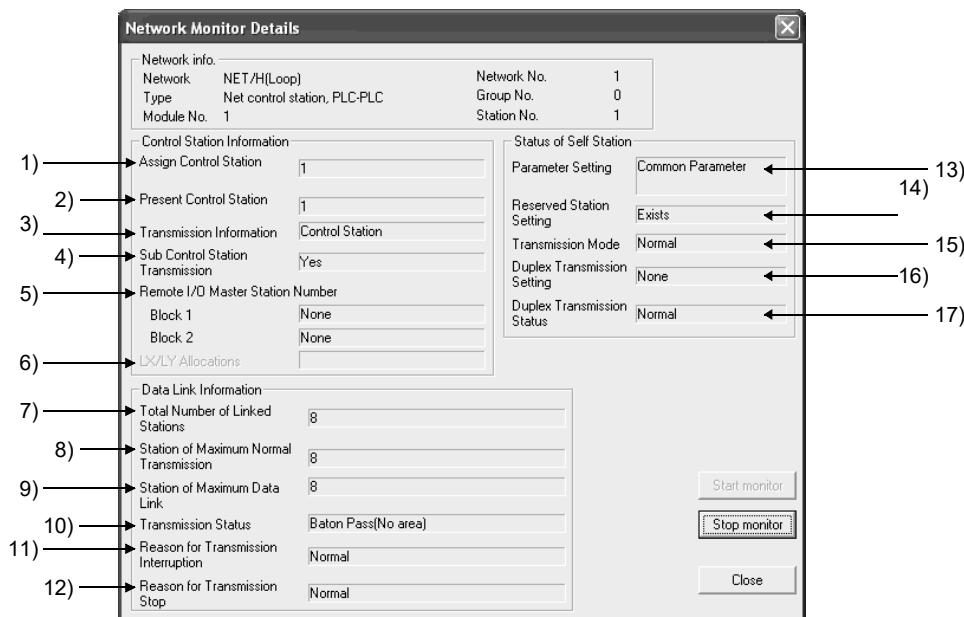 Network Monitor Details
Network info.
Network NET/H(Loop) Network No. 1
Type Net control station, PLC-PLC Group No. 0
Module No. 1 Station No. 1
Control Station Information
1) Assign Control Station 1
2) Present Control Station 1
3) Transmission Information Control Station
4) Sub Control Station
Transmission Yes
5) Remote I/O Master Station Number
Block 1 None
Block 2 None
6) LX/LY Allocations
Status of Self Station
Parameter Setting Common Parameter 13)
14)
Reserved Station
Setting Exists
Transmission Mode Normal 15)
Duplex Transmission
Setting None 16)
Duplex Transmission
Status Normal 17)
Data Link Information
7) Total Number of Linked
Stations 8
8) Station of Maximum Normal
Transmission 8
9) Station of Maximum Data
Link 8
10) Transmission Status Baton Pass(No area)
11) Reason for Transmission
Interruption Normal
12) Reason for Transmission
Stop Normal
Start monitor
Stop monitor
Close